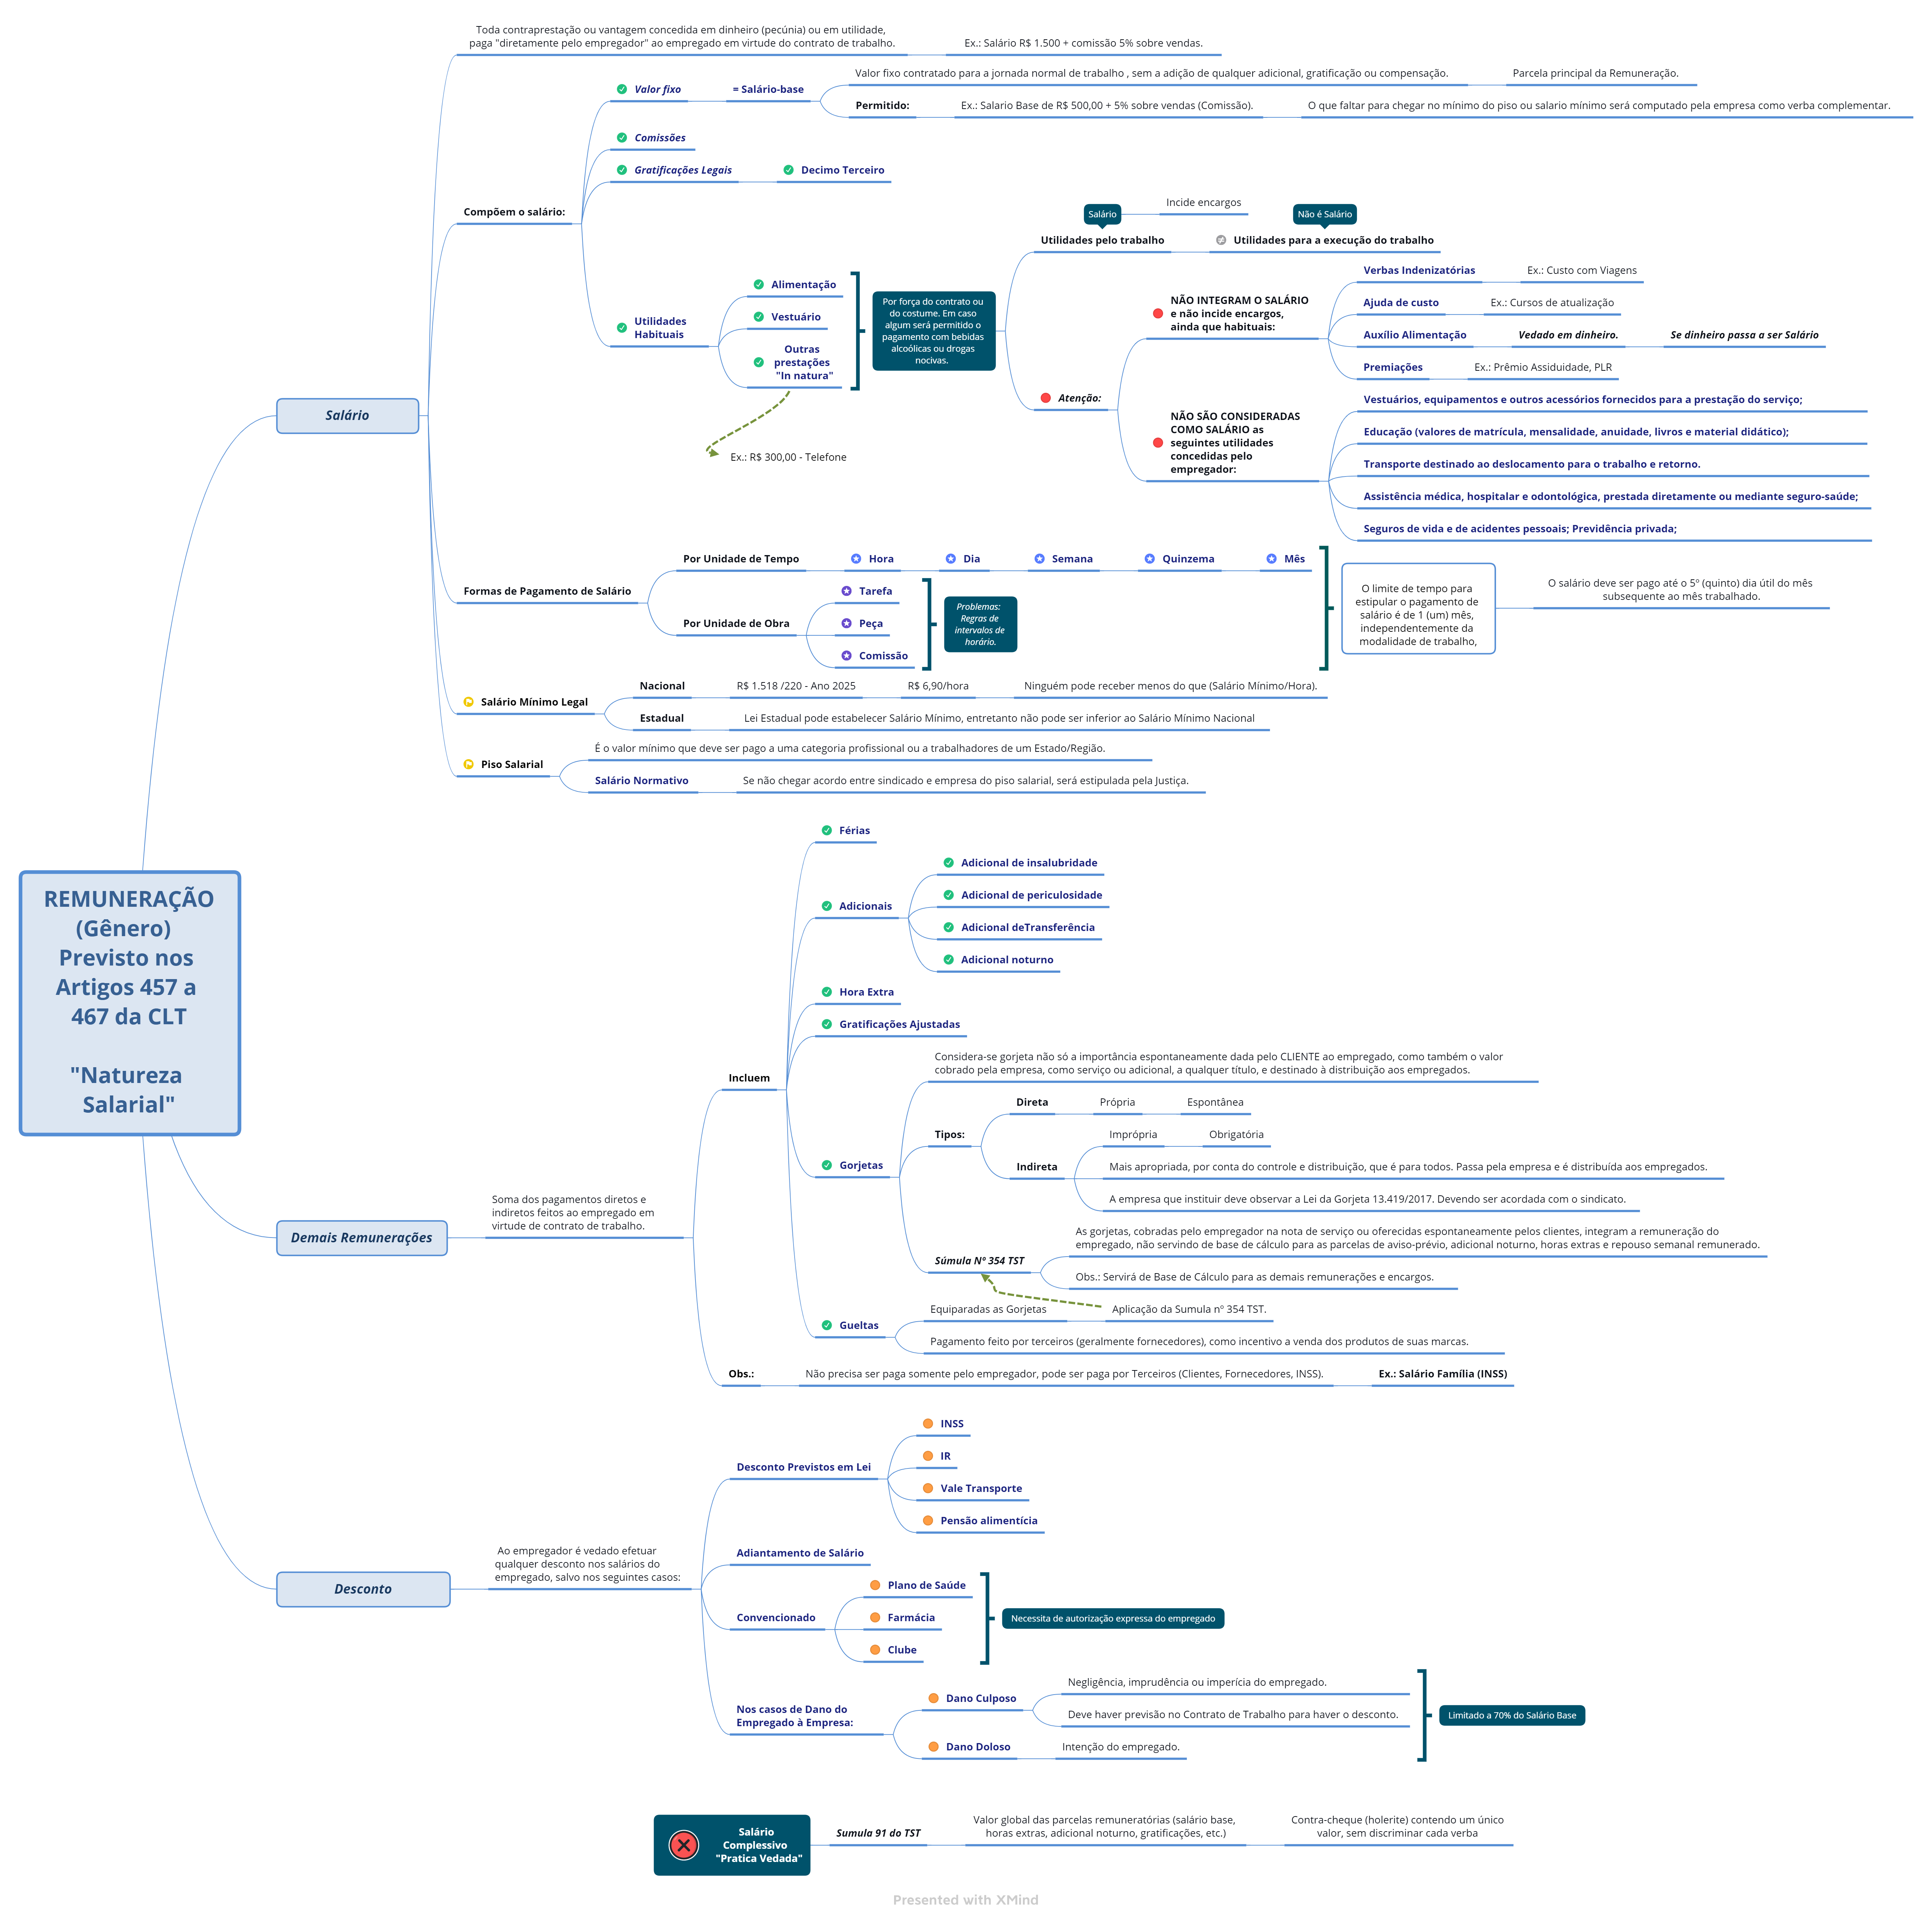 Toda contraprestação ou vantagem concedida em dinheiro (pecúnia) ou em utilidade,
paga "diretamente pelo empregador" ao empregado em virtude do contrato de trabalho.
Ex.: Salário R$ 1.500 + comissão 5% sobre vendas.
Compõem o salário:
Valor fixo
= Salário-base
Valor fixo contratado para a jornada normal de trabalho , sem a adição de qualquer adicional, gratificação ou compensação.
Parcela principal da Remuneração.
Permitido:
Ex.: Salario Base de R$ 500,00 + 5% sobre vendas (Comissão).
O que faltar para chegar no mínimo do piso ou salario mínimo será computado pela empresa como verba complementar.
Comissões
Gratificações Legais
Decimo Terceiro
Utilidades
Habituais
Alimentação
Vestuário
Outras
prestações
"In natura"
Ex.: R$ 300,00 - Telefone
Por força do contrato ou
do costume. Em caso
algum será permitido o
pagamento com bebidas
alcoólicas ou drogas
nocivas.
Salário
Incide encargos
Não é Salário
Utilidades pelo trabalho
Utilidades para a execução do trabalho
Atenção:
NÃO INTEGRAM O SALÁRIO
e não incide encargos,
ainda que habituais:
Verbas Indenizatórias
Ex.: Custo com Viagens
Ajuda de custo
Ex.: Cursos de atualização
Auxílio Alimentação
Vedado em dinheiro.
Se dinheiro passa a ser Salário
Premiações
Ex.: Prêmio Assiduidade, PLR
NÃO SÃO CONSIDERADAS
COMO SALÁRIO as
seguintes utilidades
concedidas pelo
empregador:
Vestuários, equipamentos e outros acessórios fornecidos para a prestação do serviço;
Educação (valores de matrícula, mensalidade, anuidade, livros e material didático);
Transporte destinado ao deslocamento para o trabalho e retorno.
Assistência médica, hospitalar e odontológica, prestada diretamente ou mediante seguro-saúde;
Seguros de vida e de acidentes pessoais; Previdência privada;
Salário
Formas de Pagamento de Salário
Por Unidade de Tempo
Hora
Dia
Semana
Quinzema
Mês
Por Unidade de Obra
Tarefa
Peça
Comissão
Problemas:
Regras de
intervalos de
horário.
O limite de tempo para
estipular o pagamento de
salário é de 1 (um) mês,
independentemente da
modalidade de trabalho,
O salário deve ser pago até o 5º (quinto) dia útil do mês
subsequente ao mês trabalhado.
Salário Mínimo Legal
Nacional
R$ 1.518 /220 - Ano 2025
R$ 6,90/hora
Ninguém pode receber menos do que (Salário Mínimo/Hora).
Estadual
Lei Estadual pode estabelecer Salário Mínimo, entretanto não pode ser inferior ao Salário Mínimo Nacional
Piso Salarial
É o valor mínimo que deve ser pago a uma categoria profissional ou a trabalhadores de um Estado/Região.
Salário Normativo
Se não chegar acordo entre sindicado e empresa do piso salarial, será estipulada pela Justiça.
REMUNERAÇÃO
(Gênero)
Previsto nos
Artigos 457 a
467 da CLT
"Natureza
Salarial"
Demais Remunerações
Soma dos pagamentos diretos e
indiretos feitos ao empregado em
virtude de contrato de trabalho.
Incluem
Férias
Adicionais
Adicional de insalubridade
Adicional de periculosidade
Adicional deTransferência
Adicional noturno
Hora Extra
Gratificações Ajustadas
Gorjetas
Considera-se gorjeta não só a importância espontaneamente dada pelo CLIENTE ao empregado, como também o valor
cobrado pela empresa, como serviço ou adicional, a qualquer título, e destinado à distribuição aos empregados.
Tipos:
Direta
Própria
Espontânea
Indireta
Imprópria
Obrigatória
Mais apropriada, por conta do controle e distribuição, que é para todos. Passa pela empresa e é distribuída aos empregados.
A empresa que instituir deve observar a Lei da Gorjeta 13.419/2017. Devendo ser acordada com o sindicato.
Súmula Nº 354 TST
As gorjetas, cobradas pelo empregador na nota de serviço ou oferecidas espontaneamente pelos clientes, integram a remuneração do
empregado, não servindo de base de cálculo para as parcelas de aviso-prévio, adicional noturno, horas extras e repouso semanal remunerado.
Obs.: Servirá de Base de Cálculo para as demais remunerações e encargos.
Gueltas
Equiparadas as Gorjetas
Aplicação da Sumula nº 354 TST.
Pagamento feito por terceiros (geralmente fornecedores), como incentivo a venda dos produtos de suas marcas.
Obs.:
Não precisa ser paga somente pelo empregador, pode ser paga por Terceiros (Clientes, Fornecedores, INSS).
Ex.: Salário Família (INSS)
Desconto
Ao empregador é vedado efetuar
qualquer desconto nos salários do
empregado, salvo nos seguintes casos:
Desconto Previstos em Lei
INSS
IR
Vale Transporte
Pensão alimentícia
Adiantamento de Salário
Convencionado
Plano de Saúde
Farmácia
Clube
Necessita de autorização expressa do empregado
Nos casos de Dano do
Empregado à Empresa:
Dano Culposo
Negligência, imprudência ou imperícia do empregado.
Deve haver previsão no Contrato de Trabalho para haver o desconto.
Dano Doloso
Intenção do empregado.
Limitado a 70% do Salário Base
Salário
Complessivo
"Pratica Vedada"
Sumula 91 do TST
Valor global das parcelas remuneratórias (salário base,
horas extras, adicional noturno, gratificações, etc.)
Contra-cheque (holerite) contendo um único
valor, sem discriminar cada verba
Presented with XMind